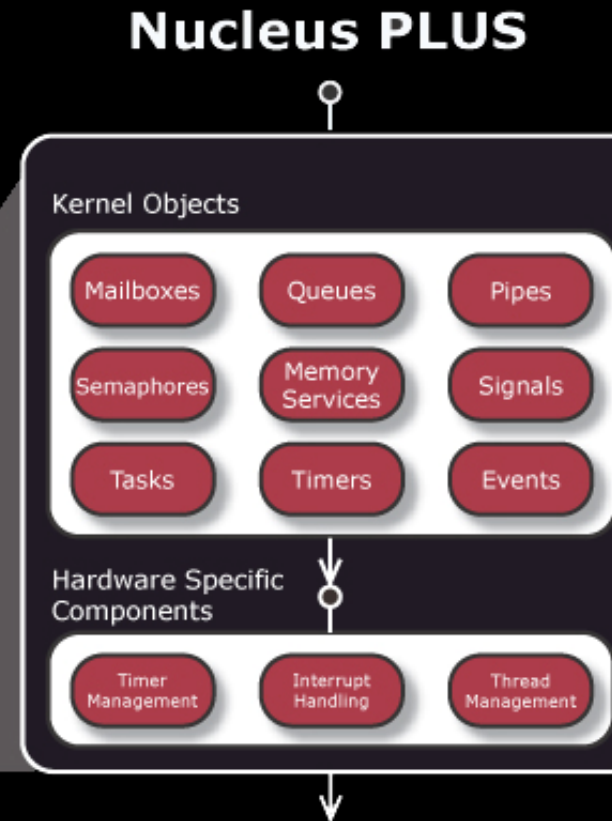 Nucleus PLUS
Kernel Objects
Mailboxes
Queues
Pipes
Semaphores
Memory
Services
Signals
Tasks
Timers
Events
Hardware Specific
Components
Timer
Management
Interrupt
Handling
Thread
Management